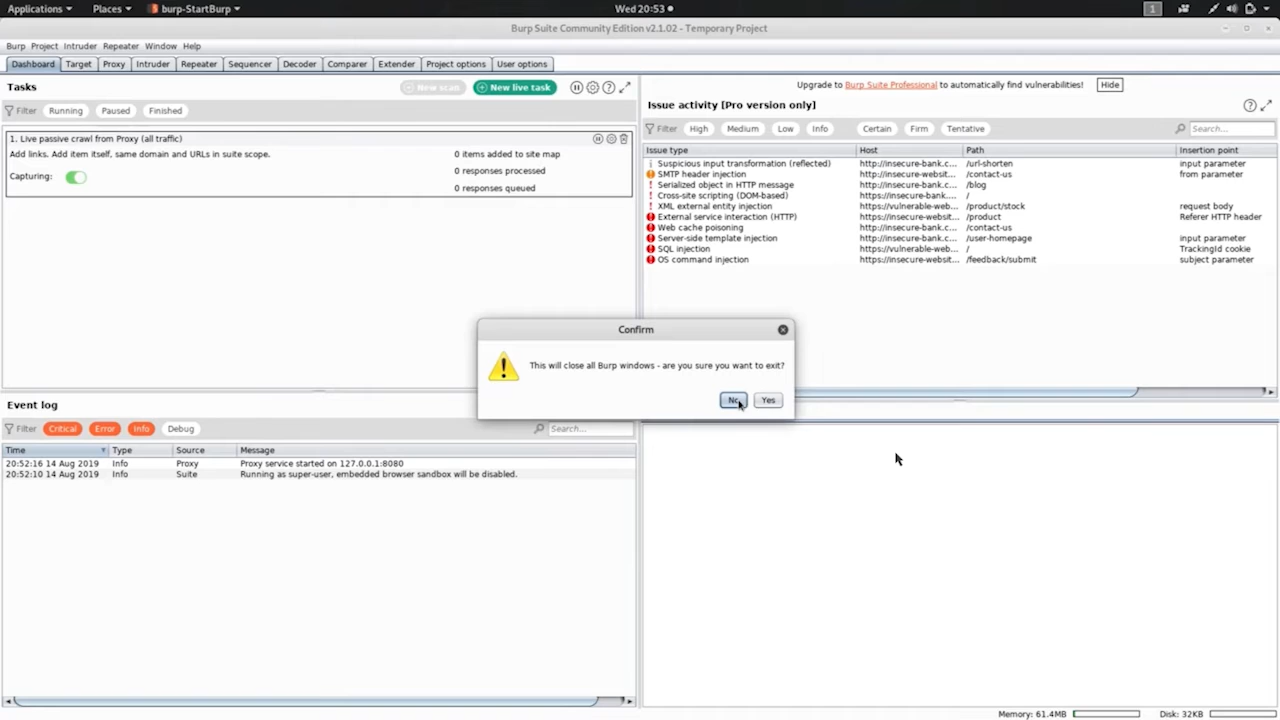 Applications Places burp-StartBurp Wed 20:53 1
Burp Suite Community Edition v2.1.02 - Temporary Project
Burp Project Intruder Repeater Window Help
Dashboard Target Proxy Intruder Repeater Sequencer Decoder Comparer Extender Project options User options
Tasks
New scan New live task
Filter Running Paused Finished
1. Live passive crawl from Proxy (all traffic)
Add links. Add item itself, same domain and URLs in suite scope.
Capturing:
0 items added to site map
0 responses processed
0 responses queued
Upgrade to Burp Suite Professional to automatically find vulnerabilities! Hide
Issue activity [Pro version only]
Filter High Medium Low Info Certain Firm Tentative Search...
Issue type Host Path Insertion point
Suspicious input transformation (reflected) http://insecure-bank.c... /url-shorten input parameter
SMTP header injection http://insecure-websit... /contact-us from parameter
Serialized object in HTTP message http://insecure-bank.c... /blog
Cross-site scripting (DOM-based) http://insecure-bank.... /
XML external entity injection https://vulnerable-web... /product/stock request body
External service interaction (HTTP) https://insecure-websit... /product Referer HTTP header
Web cache poisoning http://insecure-bank.c... /contact-us
Server-side template injection http://insecure-bank.c... /user-homepage input parameter
SQL injection https://vulnerable-web... / TrackingId cookie
OS command injection https://insecure-websit... /feedback/submit subject parameter
Confirm
This will close all Burp windows - are you sure you want to exit?
No Yes
Event log
Filter Critical Error Info Debug Search...
Time Type Source Message
20:52:16 14 Aug 2019 Info Proxy Proxy service started on 127.0.0.1:8080
20:52:10 14 Aug 2019 Info Suite Running as super-user, embedded browser sandbox will be disabled.
Memory: 61.4MB Disk: 32KB